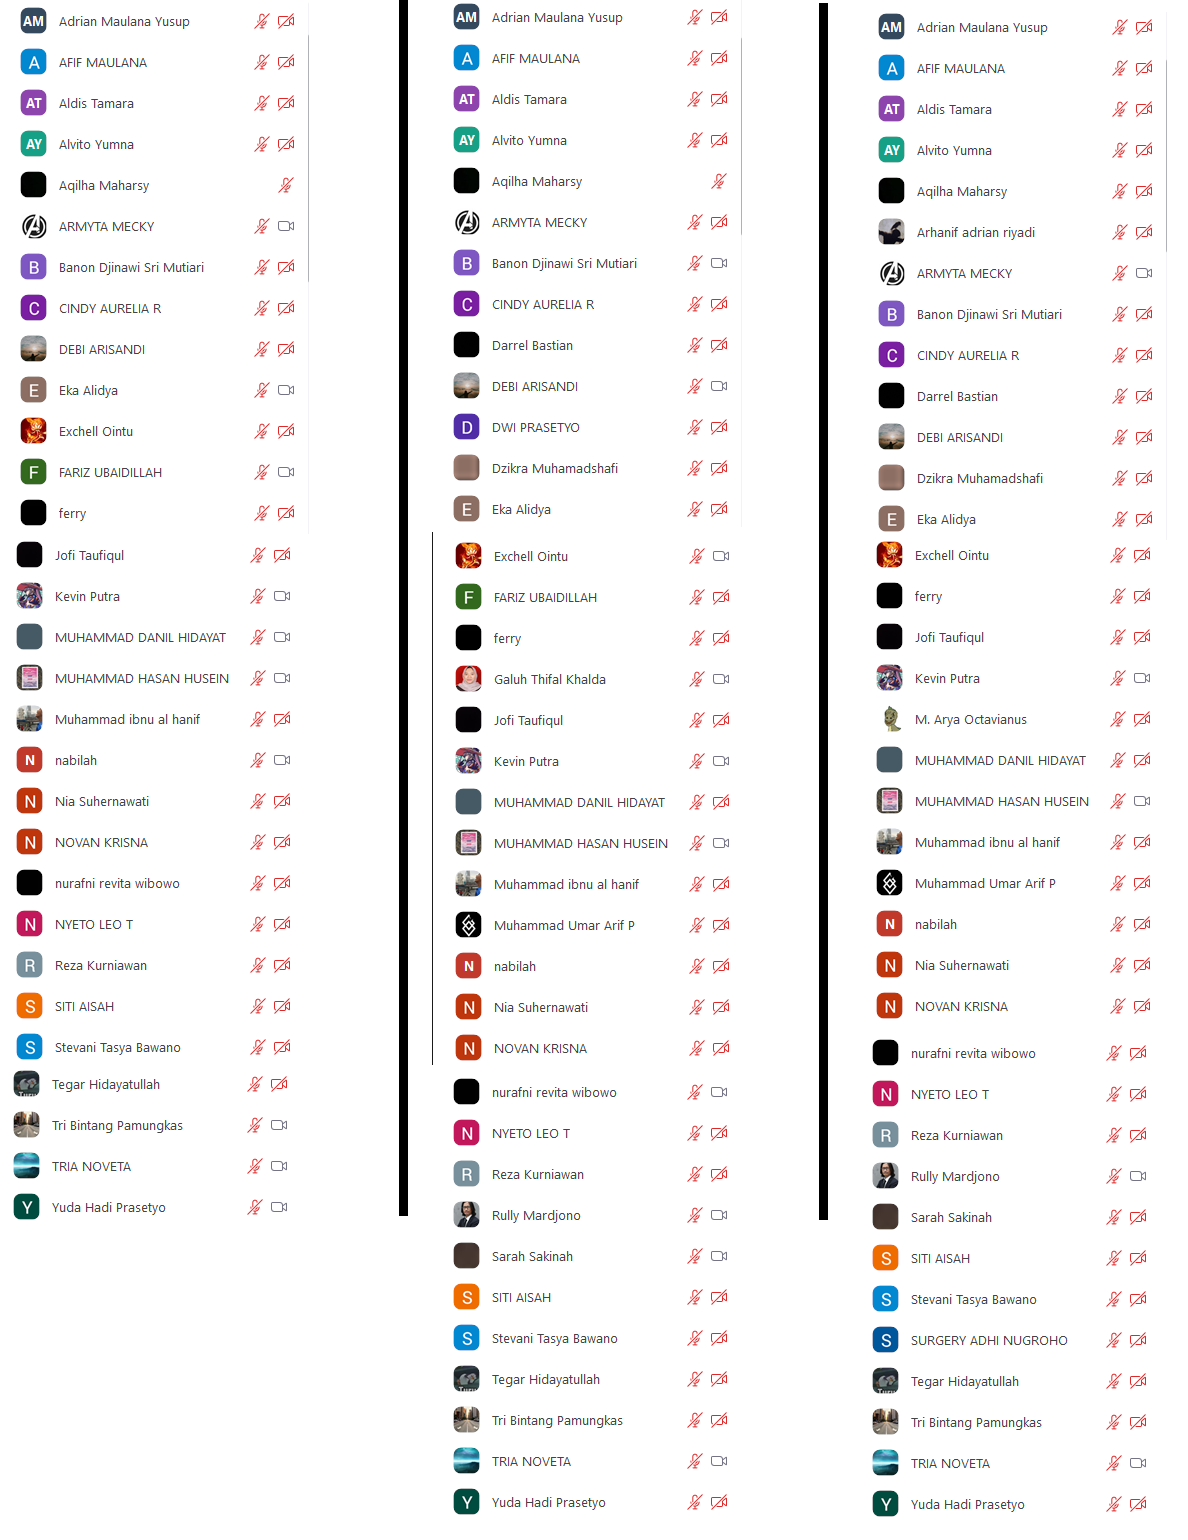 AM Adrian Maulana Yusup
A AFIF MAULANA
AT Aldis Tamara
AY Alvito Yumna
Aqilha Maharsy
ARMYTA MECKY
B Banon Djinawi Sri Mutiari
C CINDY AURELIA R
DEBI ARISANDI
E Eka Alidya
Exchell Ointu
F FARIZ UBAIDILLAH
ferry
Jofi Taufiqul
Kevin Putra
MUHAMMAD DANIL HIDAYAT
MUHAMMAD HASAN HUSEIN
Muhammad ibnu al hanif
N nabilah
N Nia Suhernawati
N NOVAN KRISNA
nurafni revita wibowo
N NYETO LEO T
R Reza Kurniawan
S SITI AISAH
S Stevani Tasya Bawano
Tegar Hidayatullah
Tri Bintang Pamungkas
TRIA NOVETA
Y Yuda Hadi Prasetyo
AM Adrian Maulana Yusup
A AFIF MAULANA
AT Aldis Tamara
AY Alvito Yumna
Aqilha Maharsy
ARMYTA MECKY
B Banon Djinawi Sri Mutiari
C CINDY AURELIA R
Darrel Bastian
DEBI ARISANDI
D DWI PRASETYO
Dzikra Muhamadshafi
E Eka Alidya
Exchell Ointu
F FARIZ UBAIDILLAH
ferry
Galuh Thifal Khalda
Jofi Taufiqul
Kevin Putra
MUHAMMAD DANIL HIDAYAT
MUHAMMAD HASAN HUSEIN
Muhammad ibnu al hanif
Muhammad Umar Arif P
N nabilah
N Nia Suhernawati
N NOVAN KRISNA
nurafni revita wibowo
N NYETO LEO T
R Reza Kurniawan
Rully Mardjono
Sarah Sakinah
S SITI AISAH
S Stevani Tasya Bawano
Tegar Hidayatullah
Tri Bintang Pamungkas
TRIA NOVETA
Y Yuda Hadi Prasetyo
AM Adrian Maulana Yusup
A AFIF MAULANA
AT Aldis Tamara
AY Alvito Yumna
Aqilha Maharsy
Arhanif adrian riyadi
ARMYTA MECKY
B Banon Djinawi Sri Mutiari
C CINDY AURELIA R
Darrel Bastian
DEBI ARISANDI
Dzikra Muhamadshafi
E Eka Alidya
Exchell Ointu
ferry
Jofi Taufiqul
Kevin Putra
M. Arya Octavianus
MUHAMMAD DANIL HIDAYAT
MUHAMMAD HASAN HUSEIN
Muhammad ibnu al hanif
Muhammad Umar Arif P
N nabilah
N Nia Suhernawati
N NOVAN KRISNA
nurafni revita wibowo
N NYETO LEO T
R Reza Kurniawan
Rully Mardjono
Sarah Sakinah
S SITI AISAH
S Stevani Tasya Bawano
S SURGERY ADHI NUGROHO
Tegar Hidayatullah
Tri Bintang Pamungkas
TRIA NOVETA
Y Yuda Hadi Prasetyo